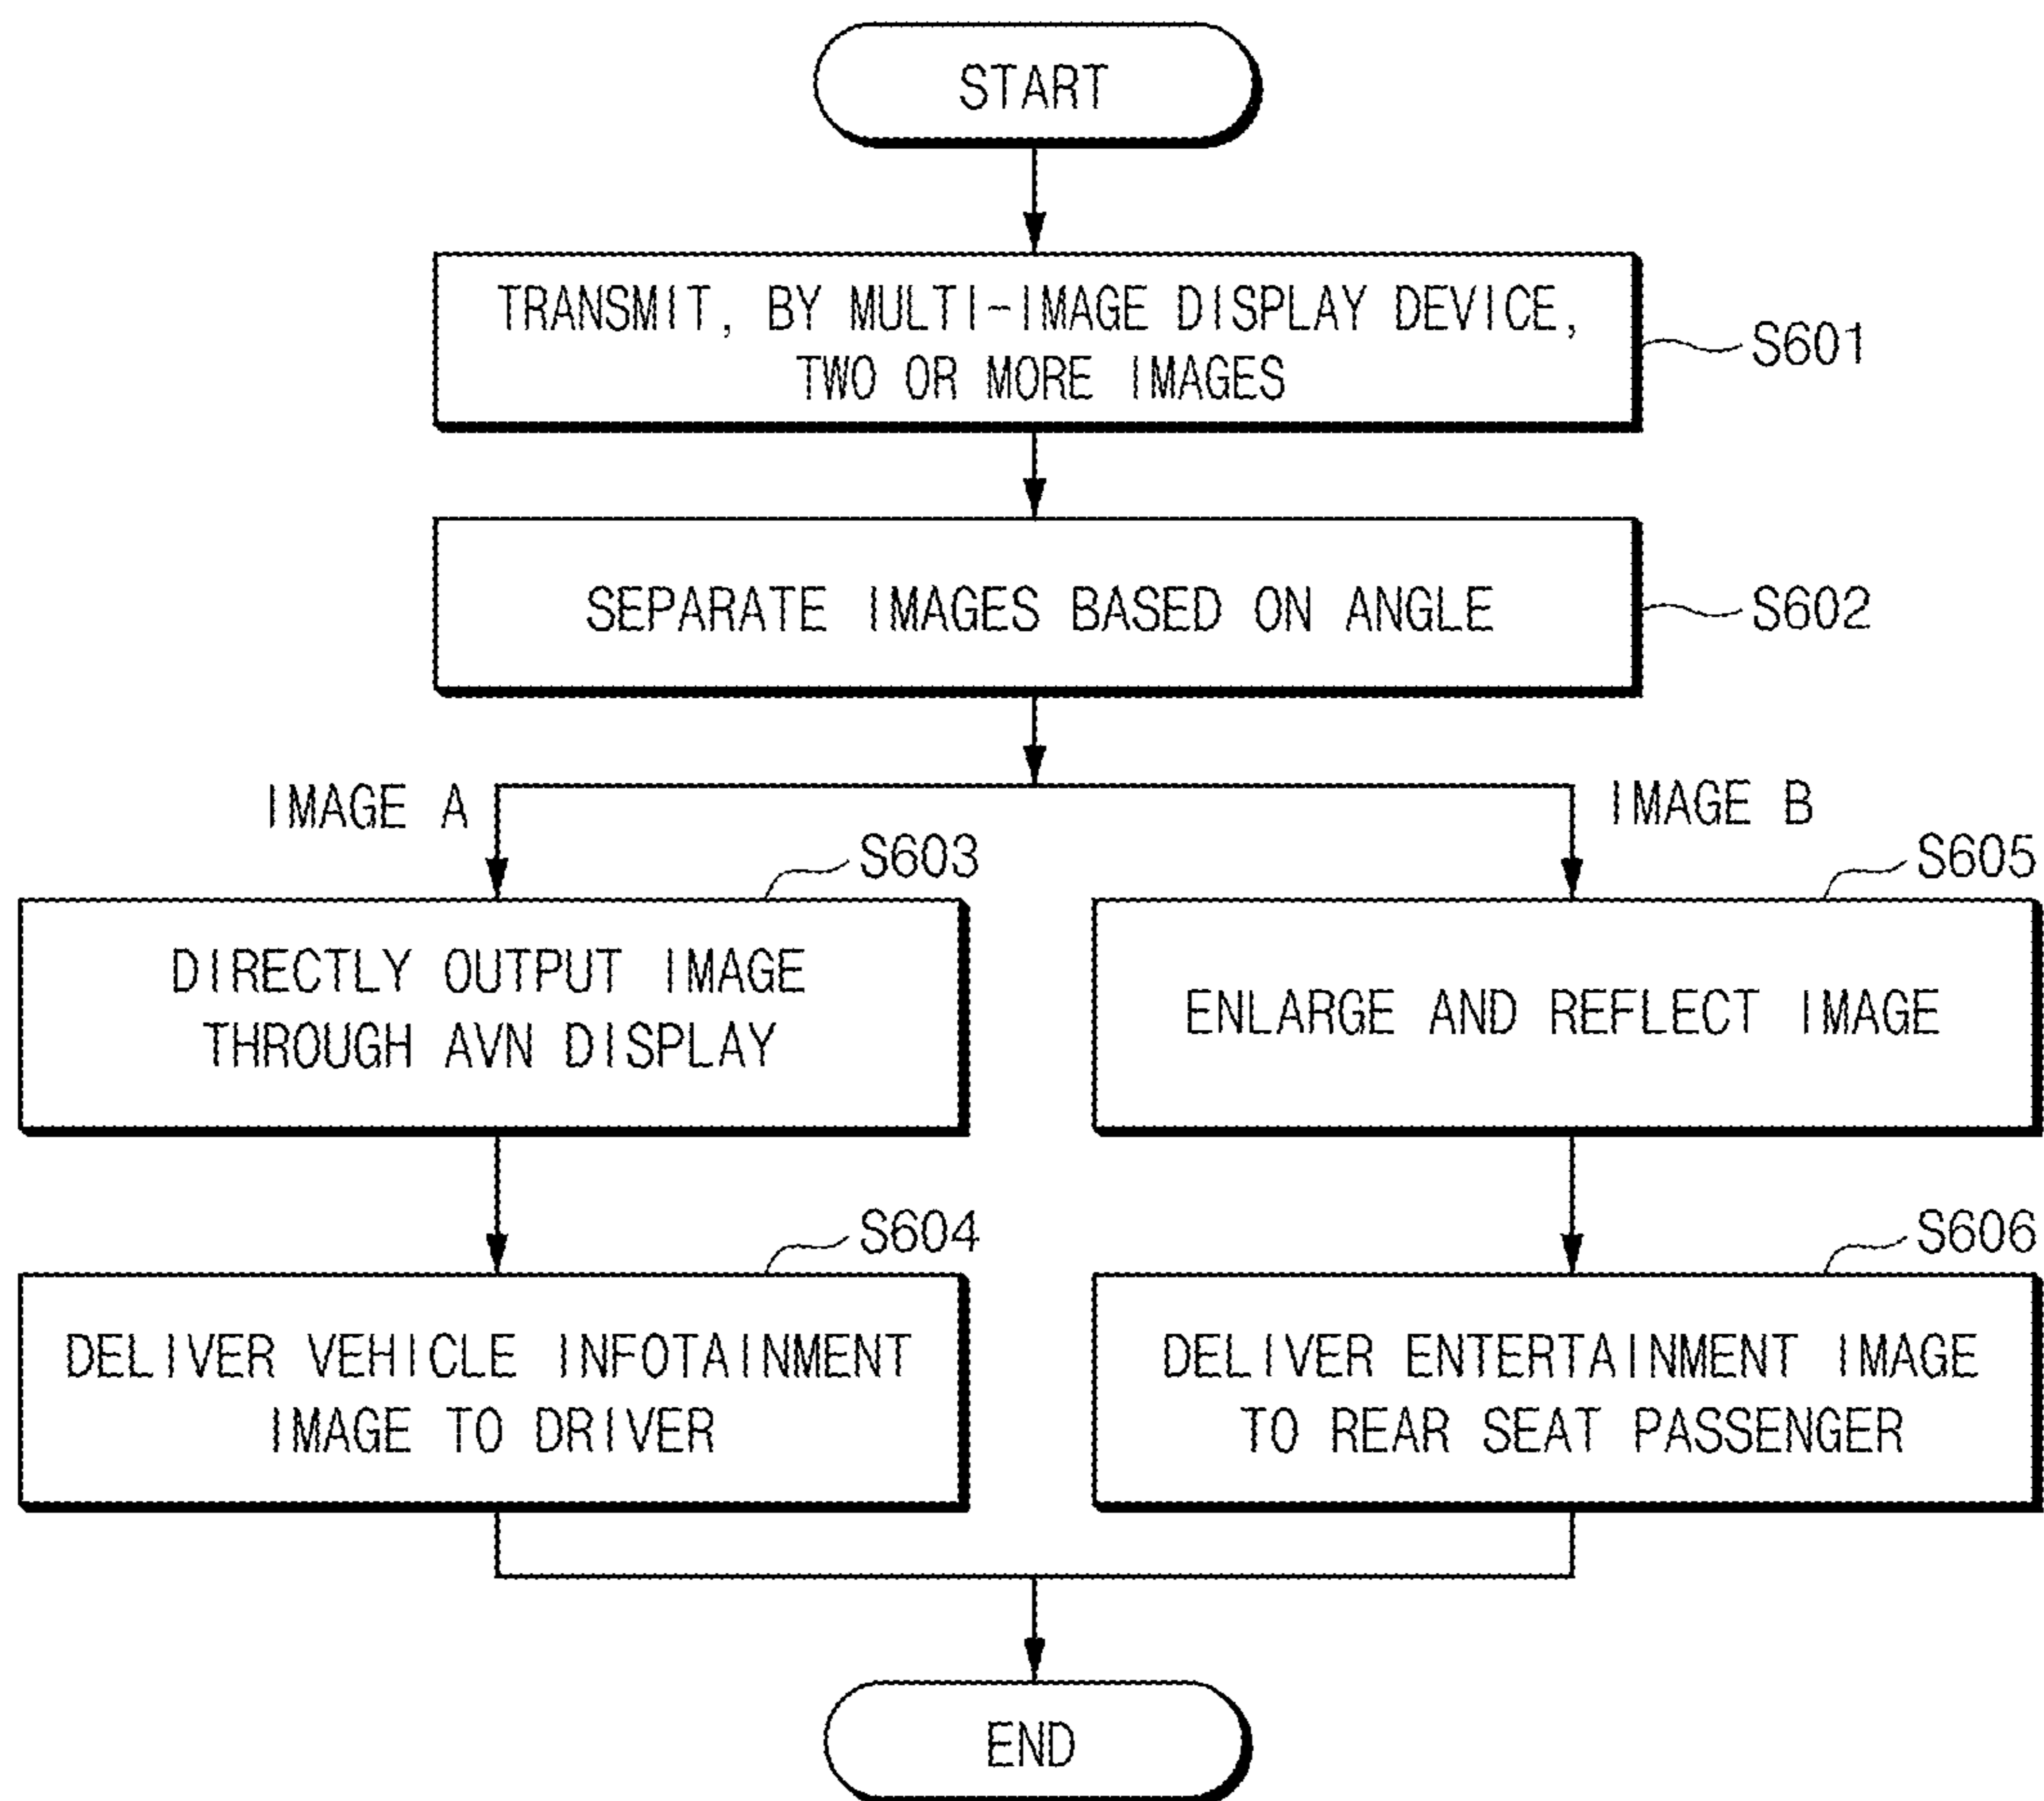 START
TRANSMIT, BY MULTI-IMAGE DISPLAY DEVICE,
TWO OR MORE IMAGES
S601
SEPARATE IMAGES BASED ON ANGLE
S602
IMAGE A
IMAGE B
S603
DIRECTLY OUTPUT IMAGE
THROUGH AVN DISPLAY
S605
ENLARGE AND REFLECT IMAGE
S604
DELIVER VEHICLE INFOTAINMENT
IMAGE TO DRIVER
S606
DELIVER ENTERTAINMENT IMAGE
TO REAR SEAT PASSENGER
END